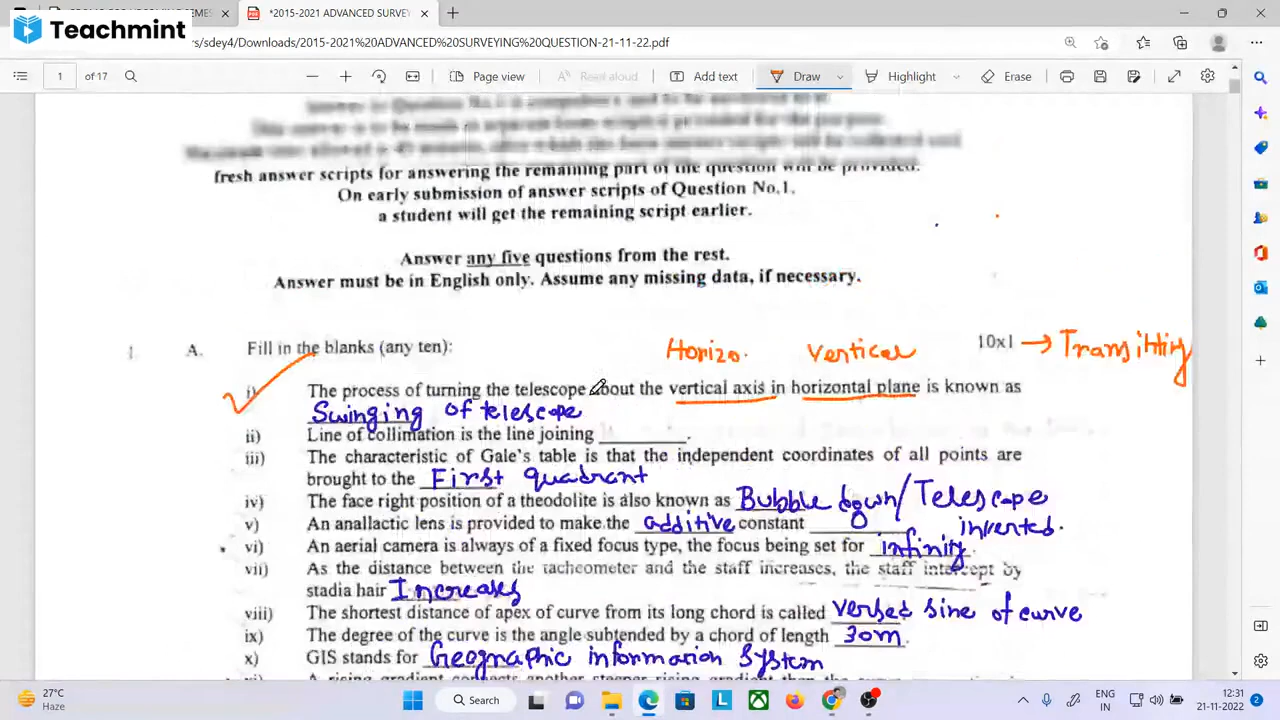 *2015-2021 ADVANCED SURVEY
Teachmint
rs/sdey4/Downloads/2015-2021%20ADVANCED%20SURVEYING%20QUESTION-21-11-22.pdf
1 of 17 Page view Read aloud Add text Draw Highlight Erase
fresh answer scripts for answering the remaining part of the question will be provided.
On early submission of answer scripts of Question No.1.
a student will get the remaining script earlier.
Answer any five questions from the rest.
Answer must be in English only. Assume any missing data, if necessary.
Horizo. Vertical
1. A. Fill in the blanks (any ten): 10x1 → Transitting
i) The process of turning the telescope about the vertical axis in horizontal plane is known as
Swinging of telescope
ii) Line of collimation is the line joining ________.
iii) The characteristic of Gale's table is that the independent coordinates of all points are
brought to the First quadrant
iv) The face right position of a theodolite is also known as Bubble down/Telescope
inverted.
v) An anallactic lens is provided to make the additive constant ________
vi) An aerial camera is always of a fixed focus type, the focus being set for infinity.
vii) As the distance between the tacheometer and the staff increases, the staff intercept by
stadia hair Increases
viii) The shortest distance of apex of curve from its long chord is called versed sine of curve
ix) The degree of the curve is the angle subtended by a chord of length 30m.
x) GIS stands for Geographic information System
27°C
Haze
Search
ENG
IN
12:31
21-11-2022